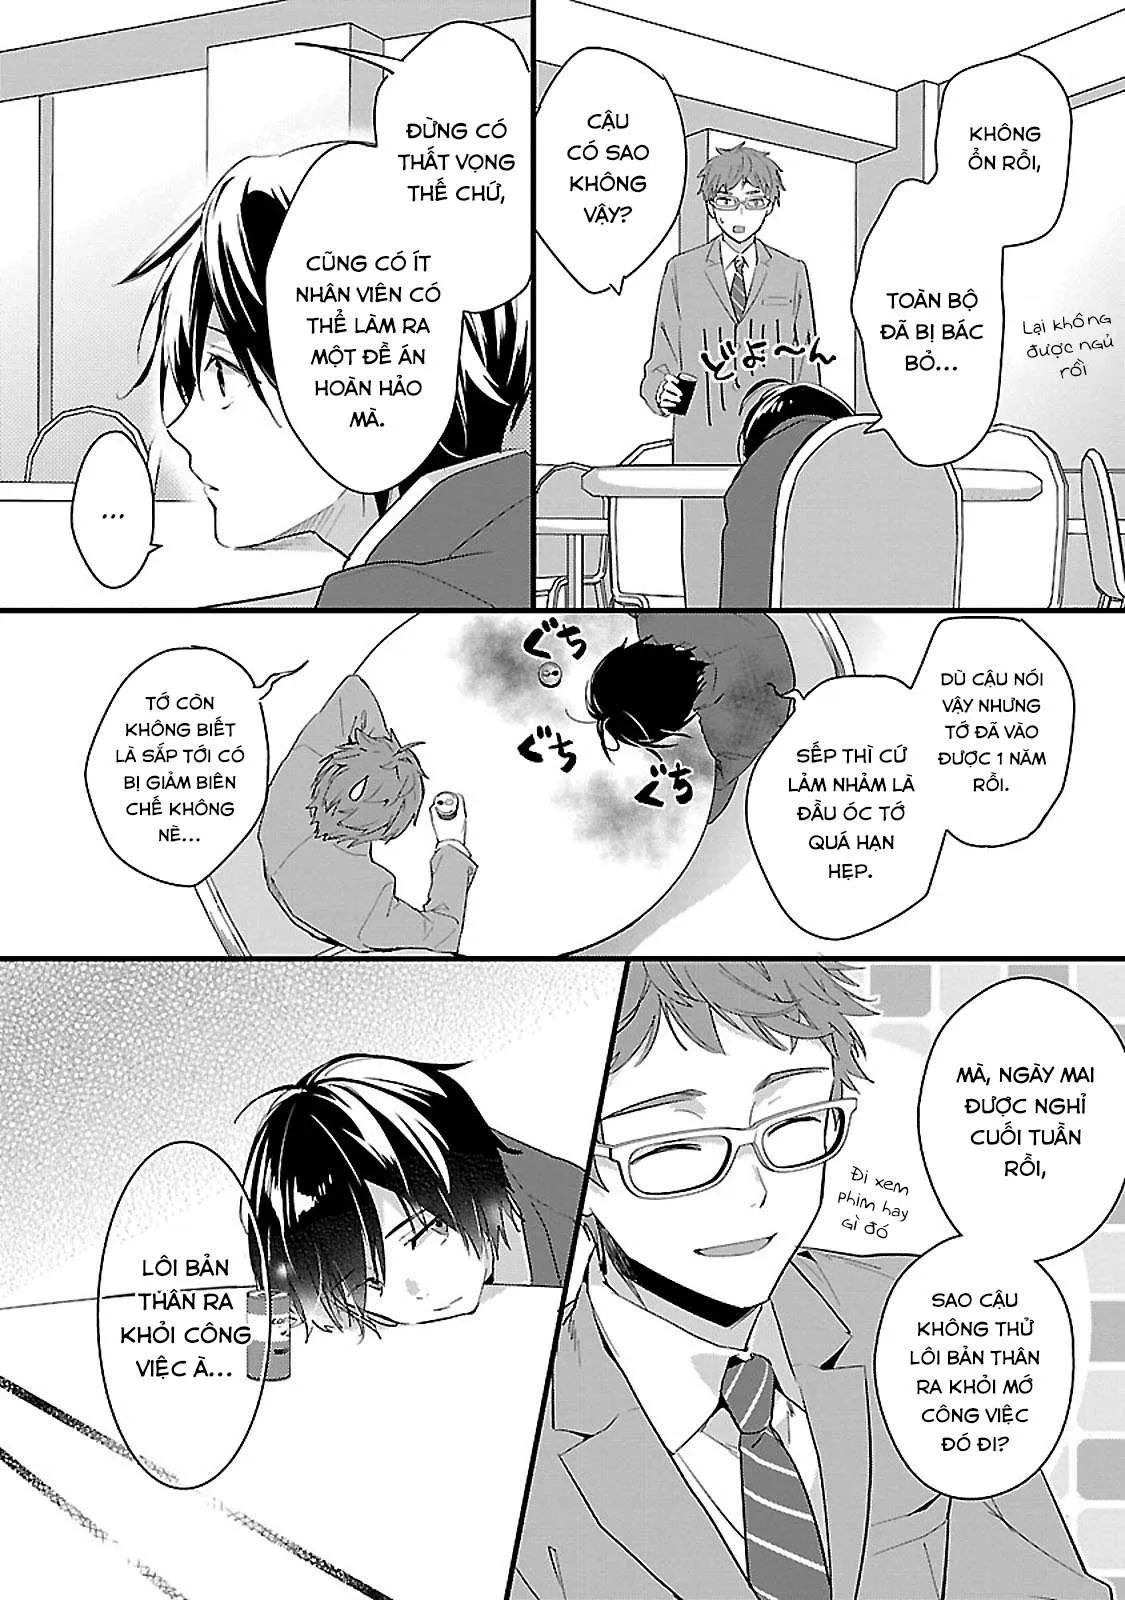 KHÔNG
ỔN RỒI,
TOÀN BỘ
ĐÃ BỊ BÁC
BỎ...
Lại không
được ngủ
rồi
CẬU
CÓ SAO
KHÔNG
VẬY?
どよ〜ん
ĐỪNG CÓ
THẤT VỌNG
THẾ CHỨ,
CŨNG CÓ ÍT
NHÂN VIÊN CÓ
THỂ LÀM RA
MỘT ĐỀ ÁN
HOÀN HẢO
MÀ.
...
DÙ CẬU NÓI
VẬY NHƯNG
TỚ ĐÃ VÀO
ĐƯỢC 1 NĂM
RỒI.
SẾP THÌ CỨ
LẢM NHẢM LÀ
ĐẦU ÓC TỚ
QUÁ HẠN
HẸP.
ぐち
ぐち
ぐち
ぐち
TỚ CÒN
KHÔNG BIẾT
LÀ SẮP TỚI CÓ
BỊ GIẢM BIÊN
CHẾ KHÔNG
NÈ...
MÀ, NGÀY MAI
ĐƯỢC NGHỈ
CUỐI TUẦN
RỒI,
Đi xem
phim hay
gì đó
SAO CẬU
KHÔNG THỬ
LÔI BẢN THÂN
RA KHỎI MỚ
CÔNG VIỆC
ĐÓ ĐI?
LÔI BẢN
THÂN RA
KHỎI CÔNG
VIỆC À...